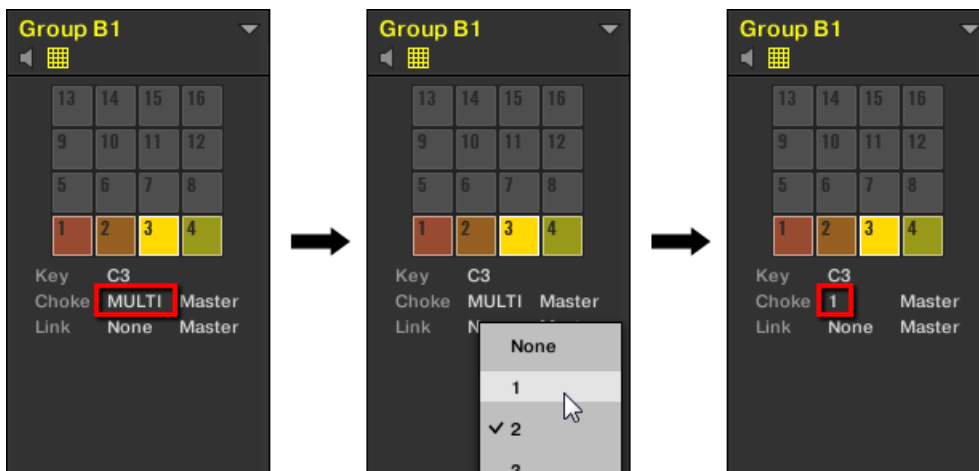 Group B1
13 14 15 16
9 10 11 12
5 6 7 8
1 2 3 4
Key C3
Choke MULTI Master
Link None Master
Group B1
13 14 15 16
9 10 11 12
5 6 7 8
1 2 3 4
Key C3
Choke MULTI Master
Link
None
1
2
Group B1
13 14 15 16
9 10 11 12
5 6 7 8
1 2 3 4
Key C3
Choke 1 Master
Link None Master